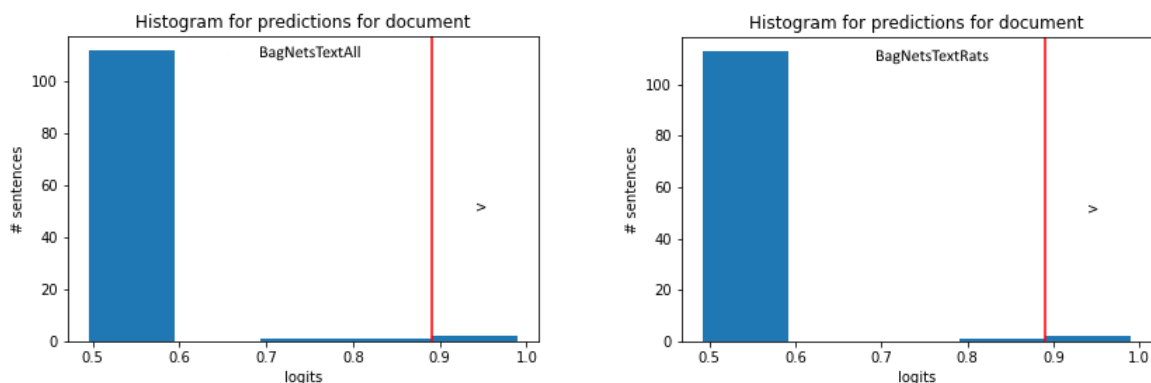 Histogram for predictions for document
BagNetsTextAll
# sentences
100
80
60
40
20
0
>
0.5 0.6 0.7 0.8 0.9 1.0
logits
Histogram for predictions for document
BagNetsTextRats
# sentences
100
80
60
40
20
0
>
0.5 0.6 0.7 0.8 0.9 1.0
logits